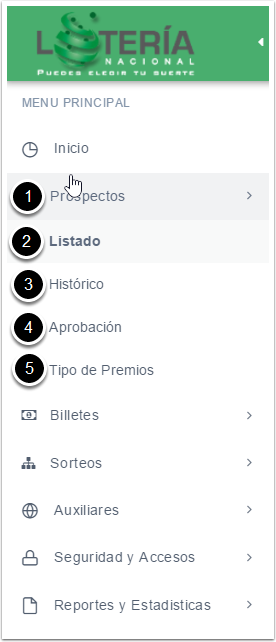 LOTERÍA
NACIONAL
PUEDES ELEGIR TU SUERTE
MENU PRINCIPAL
Inicio
1 Prospectos
2 Listado
3 Histórico
4 Aprobación
5 Tipo de Premios
Billetes
Sorteos
Auxiliares
Seguridad y Accesos
Reportes y Estadisticas